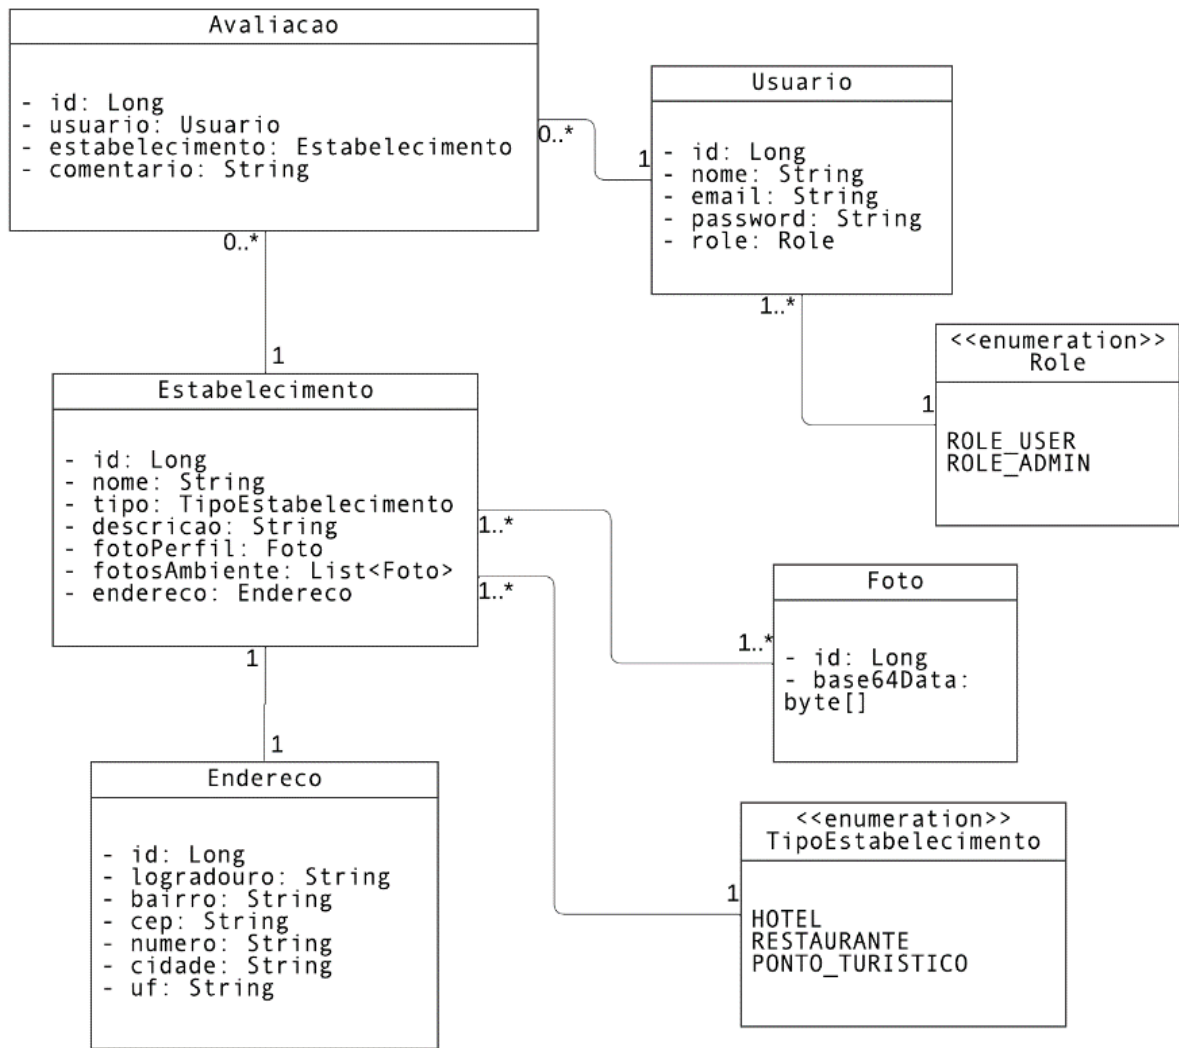 Avaliacao
- id: Long
- usuario: Usuario
- estabelecimento: Estabelecimento
- comentario: String
0..*
1
Usuario
- id: Long
- nome: String
- email: String
- password: String
- role: Role
1..*
1
<<enumeration>>
Role
ROLE_USER
ROLE_ADMIN
0..*
1
Estabelecimento
- id: Long
- nome: String
- tipo: TipoEstabelecimento
- descricao: String
- fotoPerfil: Foto
- fotosAmbiente: List<Foto>
- endereco: Endereco
1..*
1..*
Foto
- id: Long
- base64Data:
byte[]
1..*
1
<<enumeration>>
TipoEstabelecimento
HOTEL
RESTAURANTE
PONTO_TURISTICO
1
1
Endereco
- id: Long
- logradouro: String
- bairro: String
- cep: String
- numero: String
- cidade: String
- uf: String